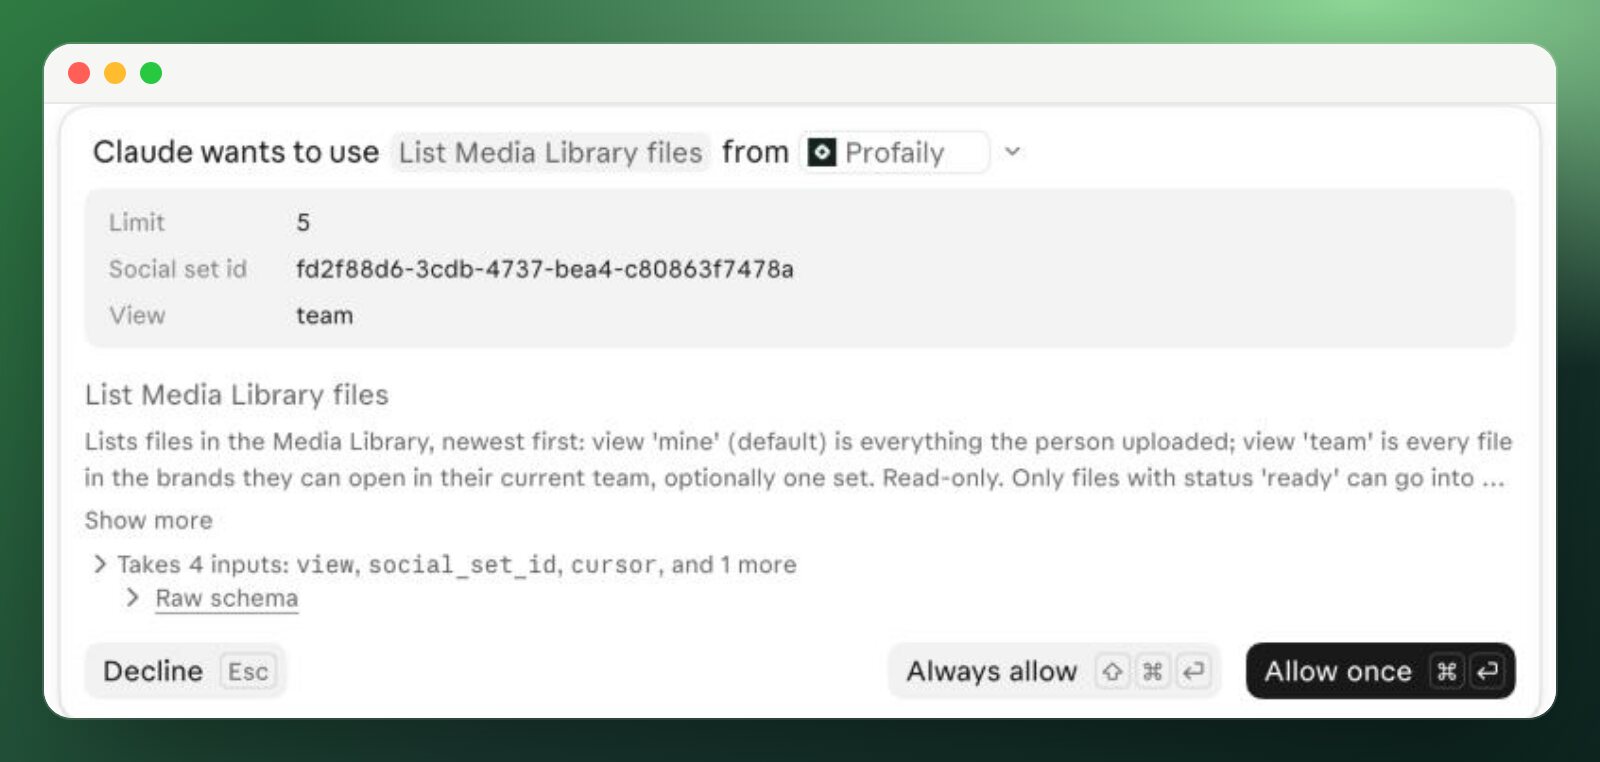 Claude wants to use List Media Library files from Profaily
Limit 5
Social set id fd2f88d6-3cdb-4737-bea4-c80863f7478a
View team
List Media Library files
Lists files in the Media Library, newest first: view 'mine' (default) is everything the person uploaded; view 'team' is every file
in the brands they can open in their current team, optionally one set. Read-only. Only files with status 'ready' can go into ...
Show more
Takes 4 inputs: view, social_set_id, cursor, and 1 more
Raw schema
Decline Esc Always allow ⇧ ⌘ ↵ Allow once ⌘ ↵